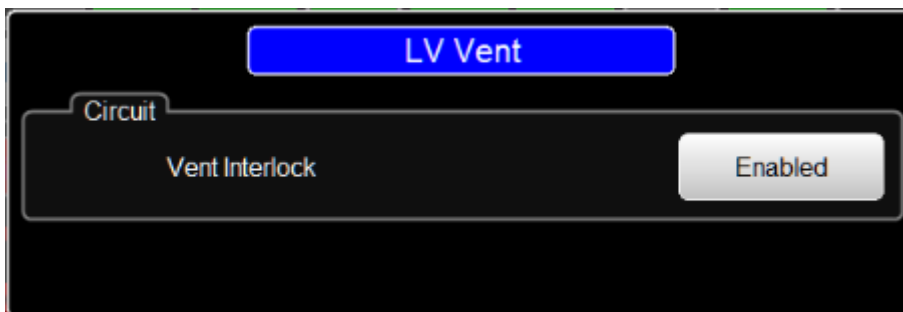 LV Vent
Circuit
Vent Interlock
Enabled